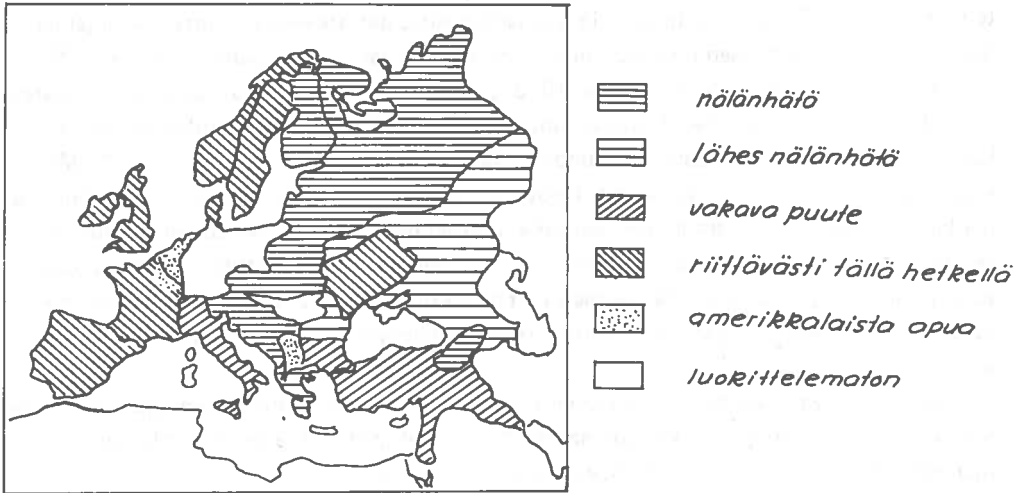 nälänhätä
lähes nälänhätä
vakava puute
riittävästi tällä hetkellä
amerikkalaista apua
luokittelematon